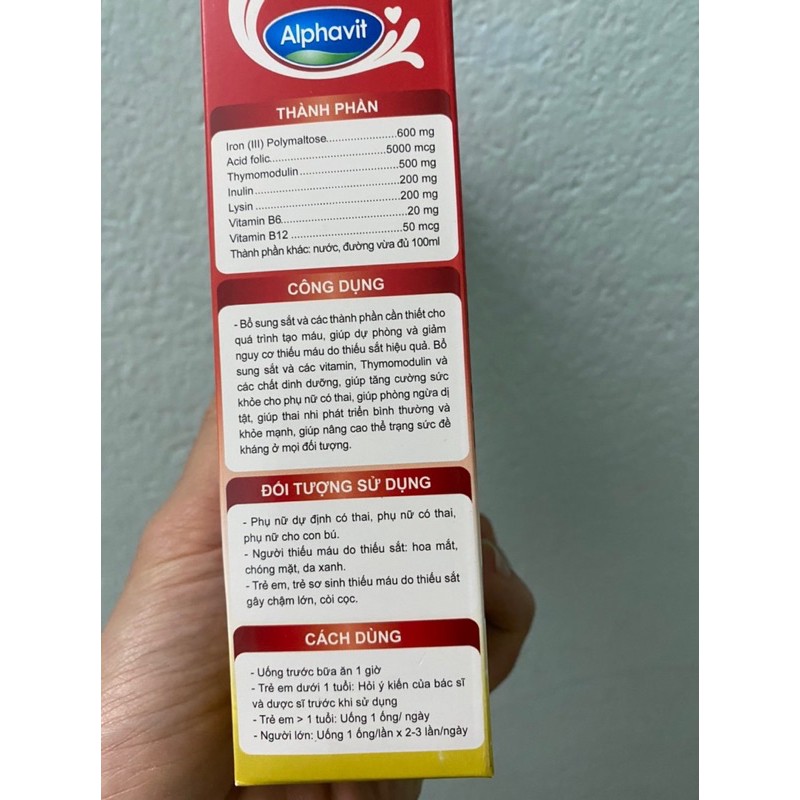 Alphavit
THÀNH PHẦN
Iron (III) Polymaltose......................600 mg
Acid folic.................................5000 mcg
Thymomodulin............................500 mg
Inulin..........................................200 mg
Lysin ..........................................200 mg
Vitamin B6....................................20 mg
Vitamin B12 ................................50 mcg
Thành phần khác: nước, đường vừa đủ 100ml
CÔNG DỤNG
- Bổ sung sắt và các thành phần cần thiết cho
quá trình tạo máu, giúp dự phòng và giảm
nguy cơ thiếu máu do thiếu sắt hiệu quả. Bổ
sung sắt và các vitamin, Thymomodulin và
các chất dinh dưỡng, giúp tăng cường sức
khỏe cho phụ nữ có thai, giúp phòng ngừa dị
tật, giúp thai nhi phát triển bình thường và
khỏe mạnh, giúp nâng cao thể trạng sức đề
kháng ở mọi đối tượng.
ĐỐI TƯỢNG SỬ DỤNG
- Phụ nữ dự định có thai, phụ nữ có thai,
phụ nữ cho con bú.
- Người thiếu máu do thiếu sắt: hoa mắt,
chóng mặt, da xanh.
- Trẻ em, trẻ sơ sinh thiếu máu do thiếu sắt
gây chậm lớn, còi cọc.
CÁCH DÙNG
- Uống trước bữa ăn 1 giờ
- Trẻ em dưới 1 tuổi: Hỏi ý kiến của bác sĩ
và dược sĩ trước khi sử dụng
- Trẻ em > 1 tuổi: Uống 1 ống/ ngày
- Người lớn: Uống 1 ống/lần x 2-3 lần/ngày